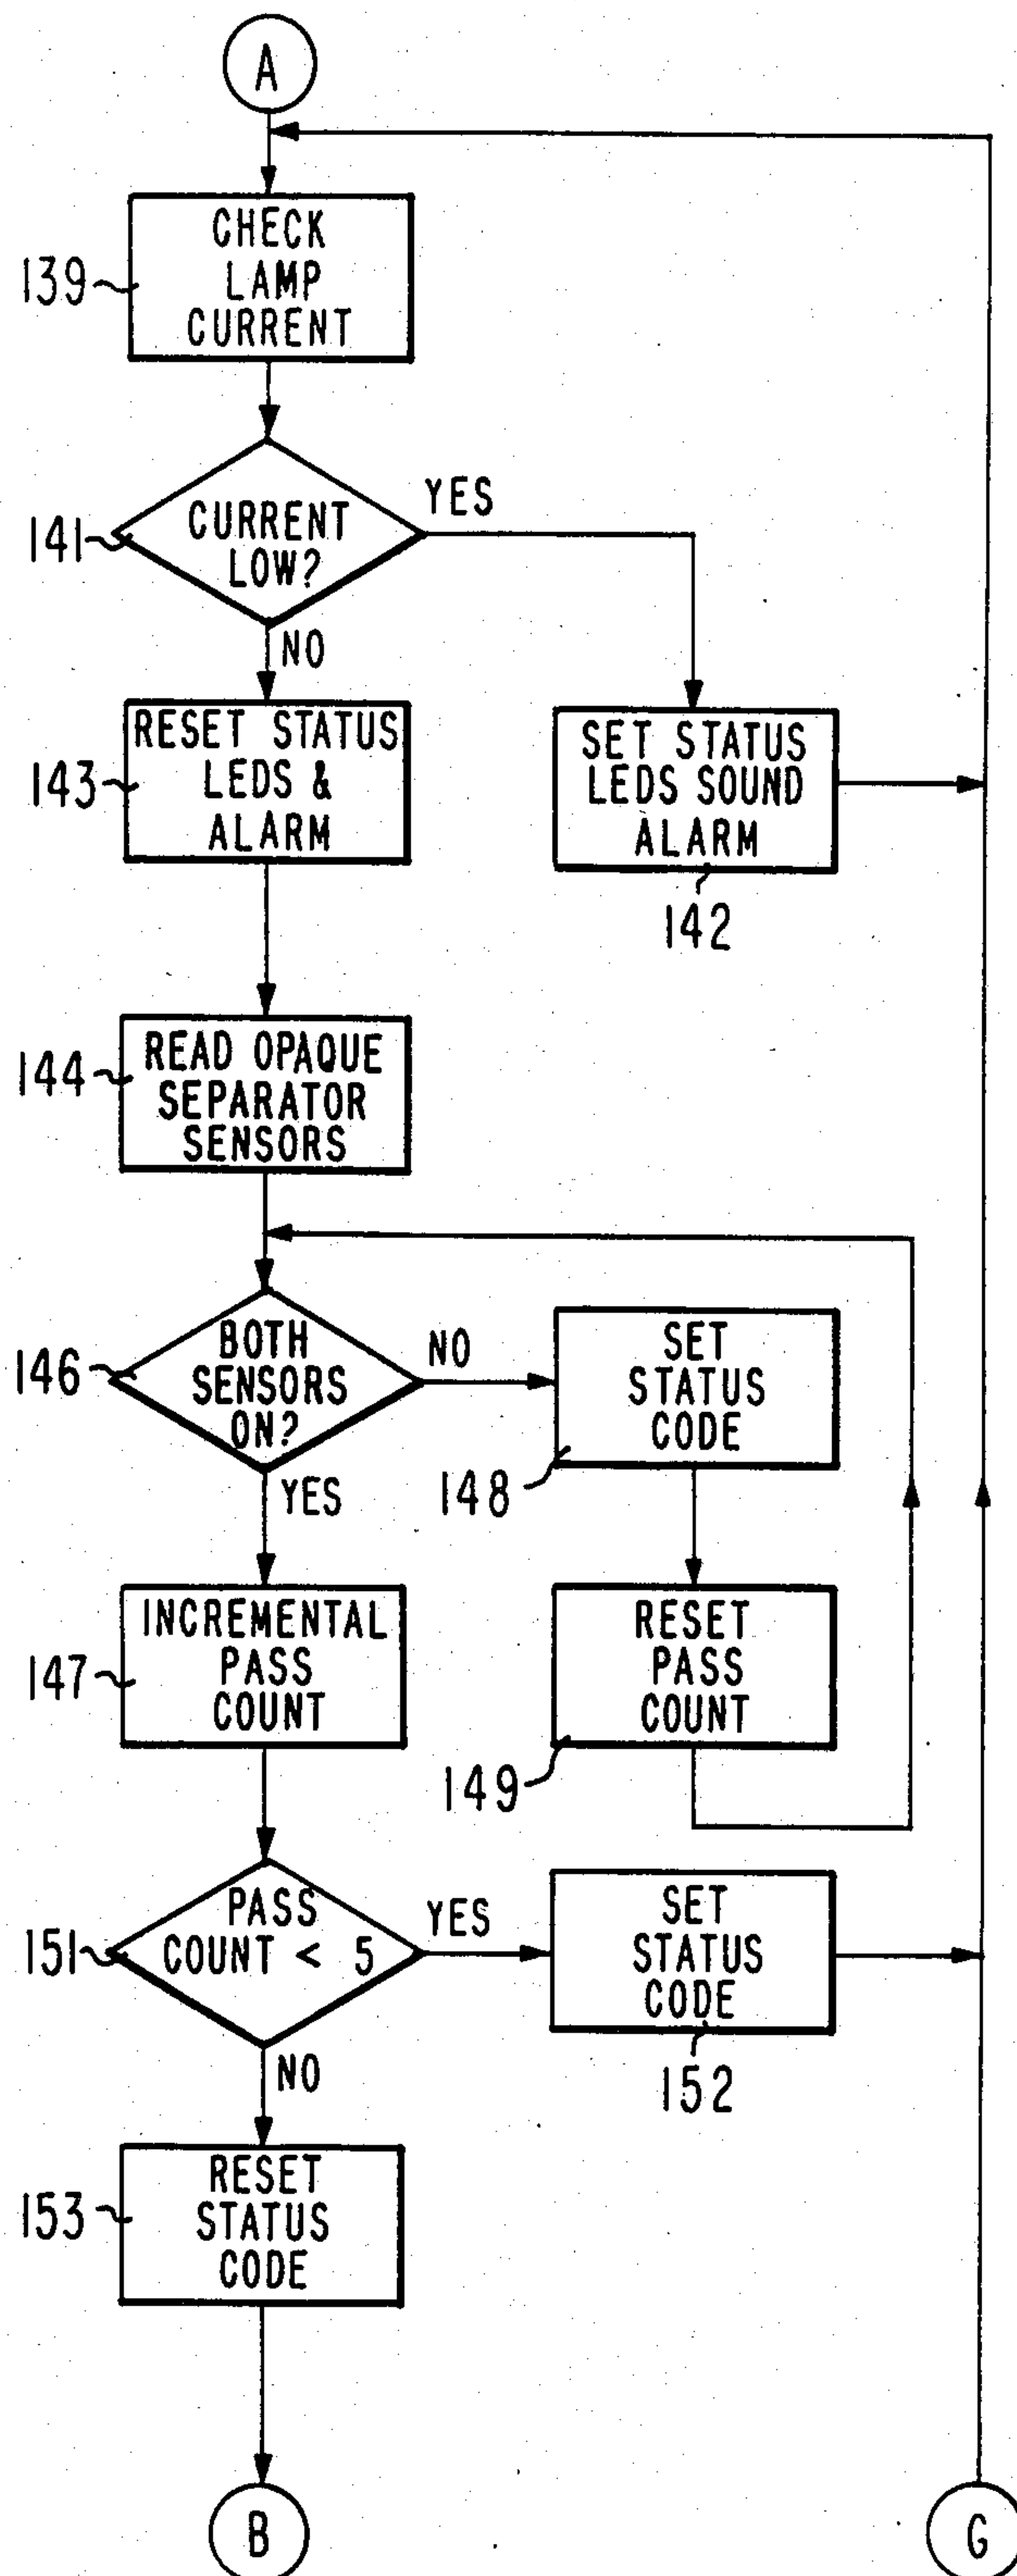 A
CHECK
LAMP
CURRENT
139
CURRENT
LOW?
141
YES
NO
RESET STATUS
LEDS &
ALARM
143
SET STATUS
LEDS SOUND
ALARM
142
READ OPAQUE
SEPARATOR
SENSORS
144
BOTH
SENSORS
ON?
146
NO
YES
SET
STATUS
CODE
148
INCREMENTAL
PASS
COUNT
147
RESET
PASS
COUNT
149
PASS
COUNT < 5
151
YES
NO
SET
STATUS
CODE
152
RESET
STATUS
CODE
153
B
G